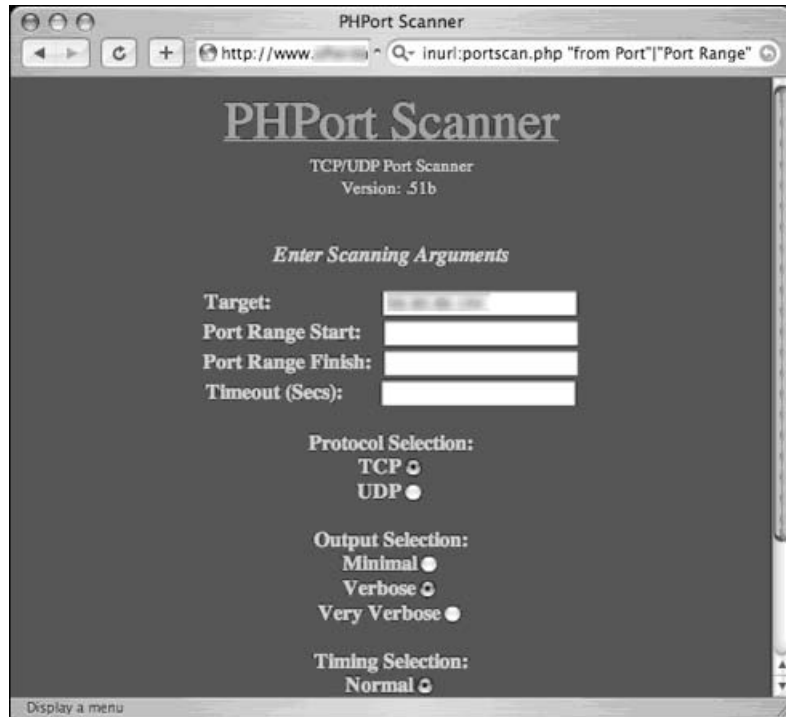 PHPort Scanner
http://www.
inurl:portscan.php "from Port"|"Port Range"
PHPort Scanner
TCP/UDP Port Scanner
Version: .51b
Enter Scanning Arguments
Target:
Port Range Start:
Port Range Finish:
Timeout (Secs):
Protocol Selection:
TCP
UDP
Output Selection:
Minimal
Verbose
Very Verbose
Timing Selection:
Normal
Display a menu